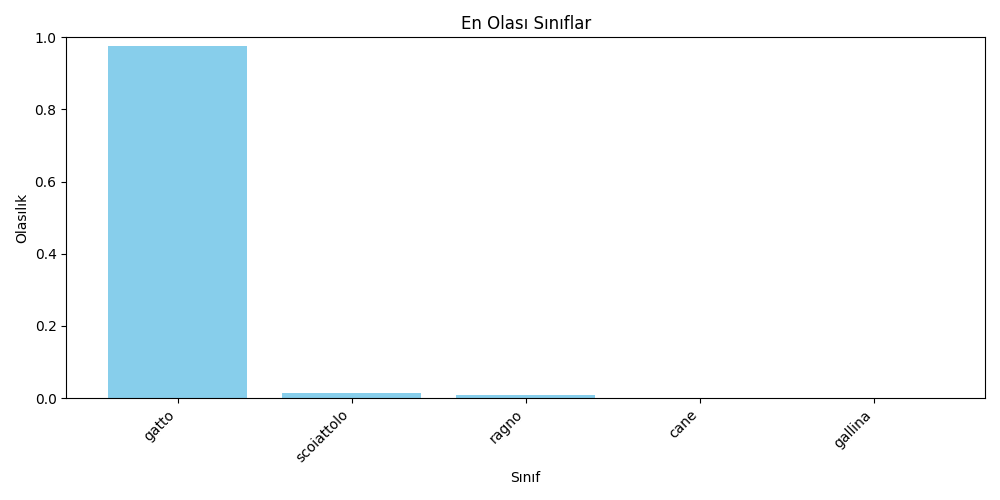 En Olası Sınıflar
Olasılık
1.0
0.8
0.6
0.4
0.2
0.0
gatto
scoiattolo
ragno
cane
gallina
Sınıf